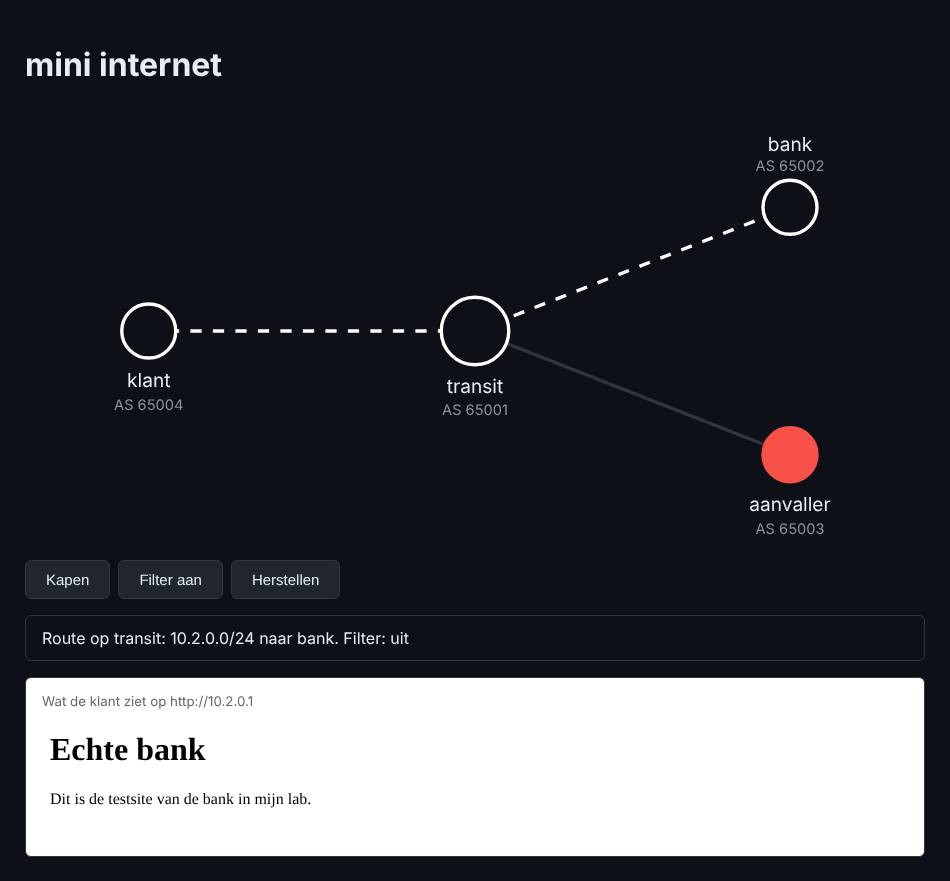 mini internet
bank
AS 65002
klant
AS 65004
transit
AS 65001
aanvaller
AS 65003
Kapen
Filter aan
Herstellen
Route op transit: 10.2.0.0/24 naar bank. Filter: uit
Wat de klant ziet op http://10.2.0.1
Echte bank
Dit is de testsite van de bank in mijn lab.